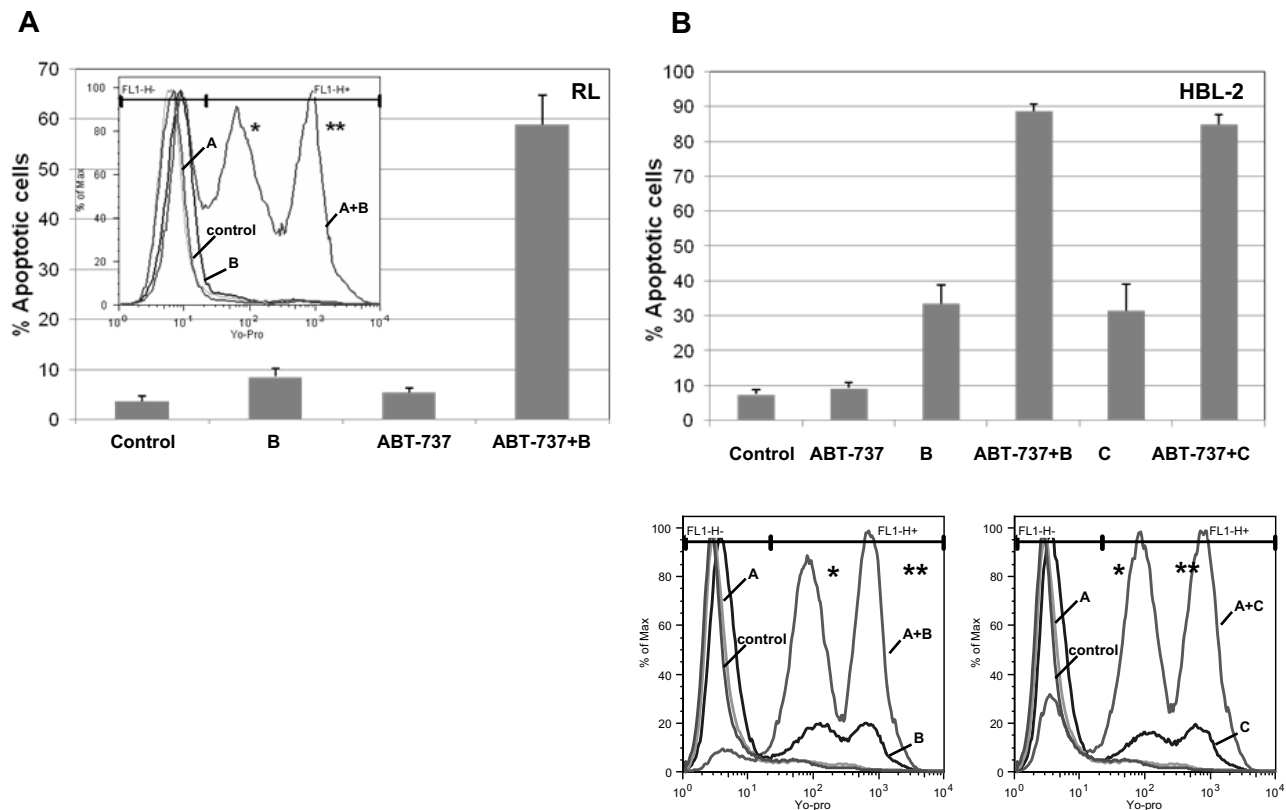 A
B
70
60
50
40
30
20
10
0
% Apoptotic cells
RL
100
80
60
40
20
0
% of Max
FL1-H-
FL1-H+
*
**
A
control
B
A+B
10^0
10^1
10^2
10^3
10^4
Yo-Pro
Control
B
ABT-737
ABT-737+B
100
90
80
70
60
50
40
30
20
10
0
% Apoptotic cells
HBL-2
Control
ABT-737
B
ABT-737+B
C
ABT-737+C
100
80
60
40
20
0
% of Max
FL1-H-
FL1-H+
*
**
A
control
A+B
B
10^0
10^1
10^2
10^3
10^4
Yo-pro
100
80
60
40
20
0
% of Max
FL1-H-
FL1-H+
*
**
A
control
A+C
C
10^0
10^1
10^2
10^3
10^4
Yo-pro